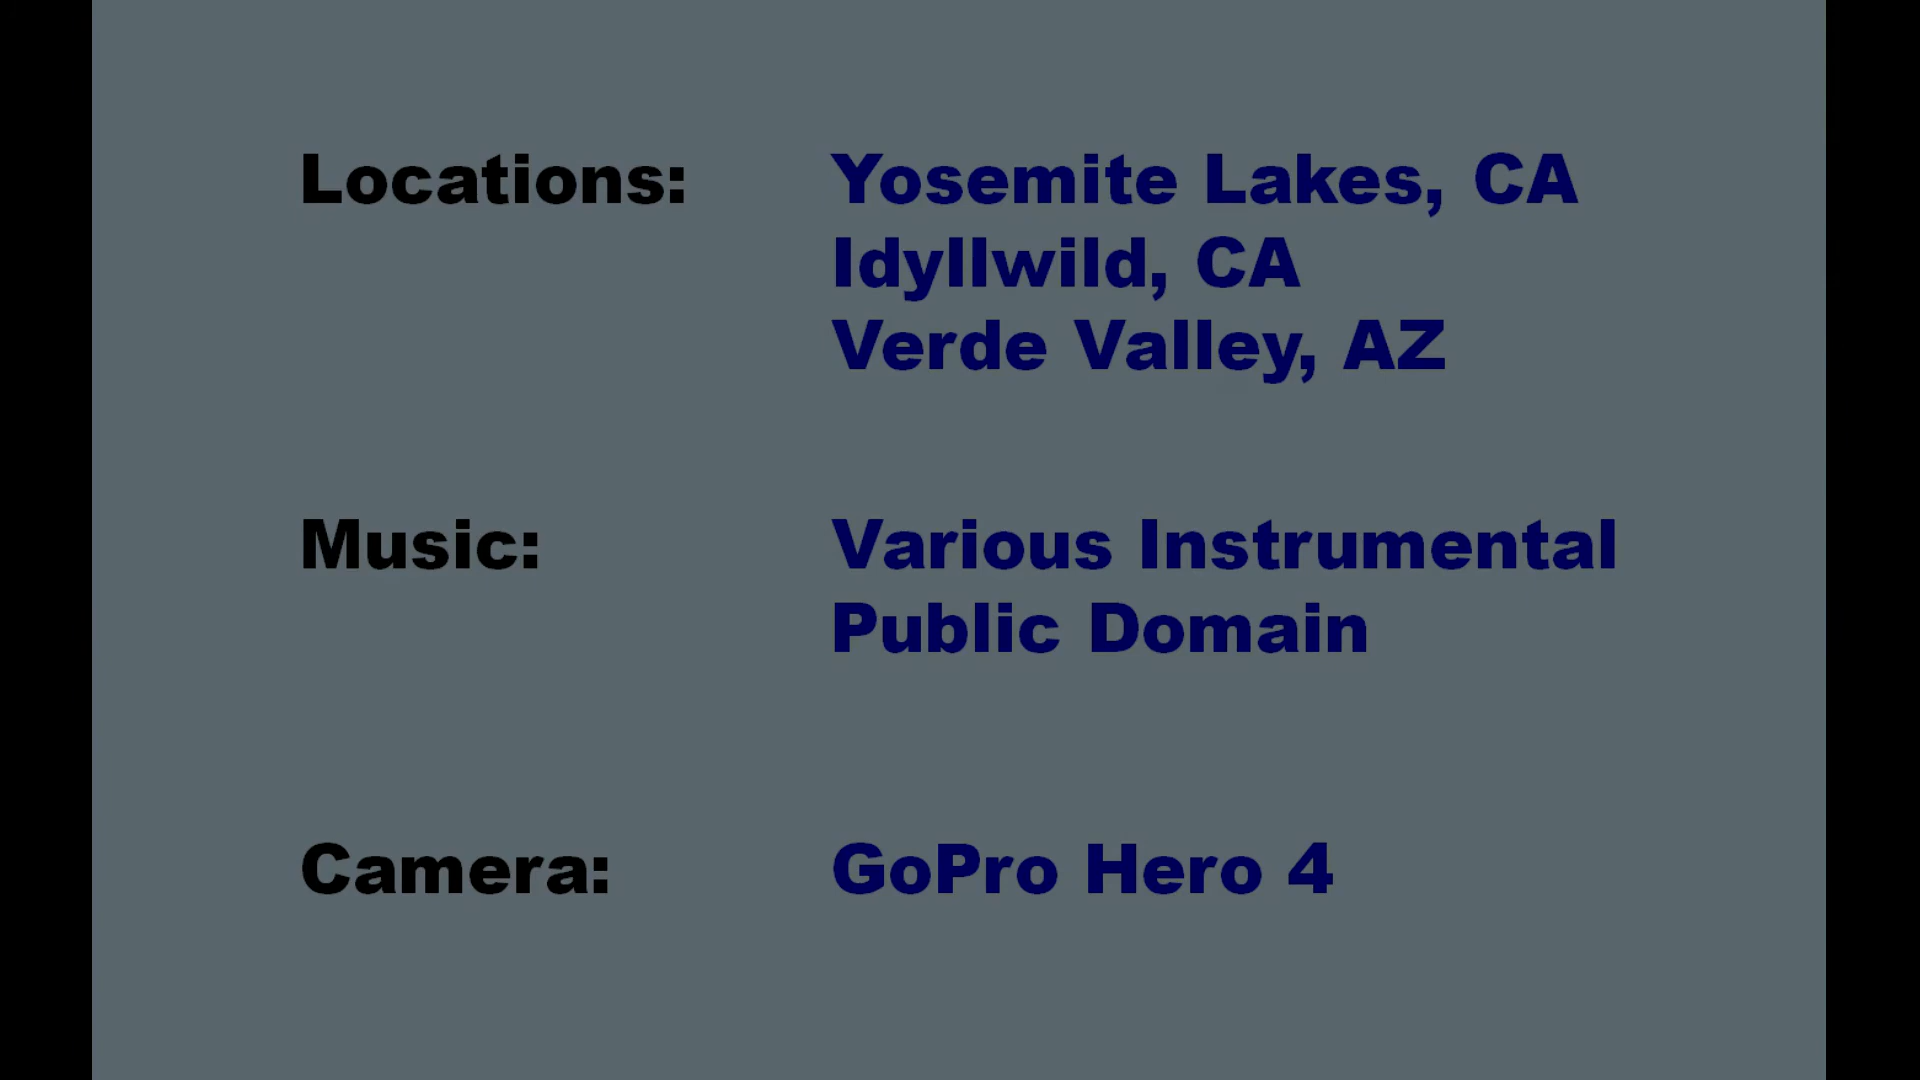 Locations: Yosemite Lakes, CA
Idyllwild, CA
Verde Valley, AZ
Music: Various Instrumental
Public Domain
Camera: GoPro Hero 4